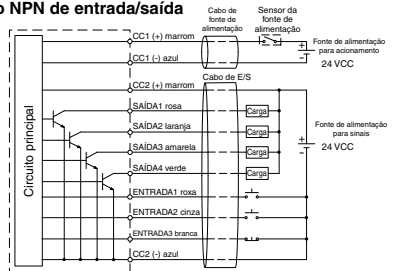 o NPN de entrada/saída
Cabo de
fonte de
alimentação
Sensor da
fonte de
alimentação
CC1 (+) marrom
Fonte de alimentação
para acionamento
+
-
24 VCC
CC1 (-) azul
Cabo de E/S
CC2 (+) marrom
Circuito principal
SAÍDA1 rosa
Carga
SAÍDA2 laranja
Carga
Fonte de alimentação
para sinais
+
-
24 VCC
SAÍDA3 amarela
Carga
SAÍDA4 verde
Carga
ENTRADA1 roxa
ENTRADA2 cinza
ENTRADA3 branca
CC2 (-) azul